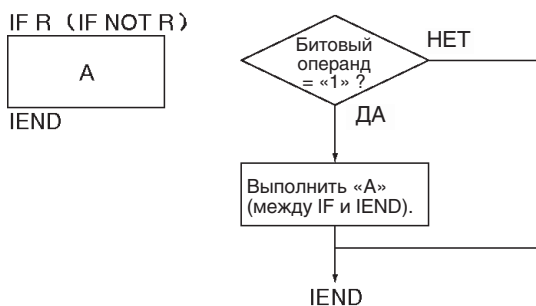 IF R (IF NOT R)
A
IEND
Битовый
операнд
= «1» ?
НЕТ
ДА
Выполнить «A»
(между IF и IEND).
IEND